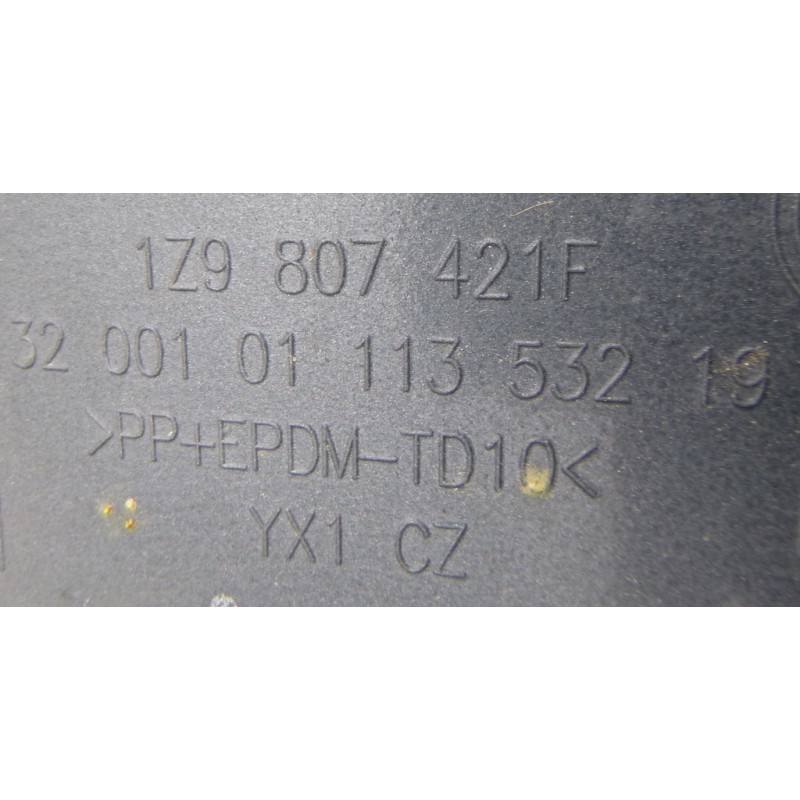 1Z9 807 421F
32 001 01 113 532 19
>PP+EPDM-TD10<
YX1 CZ